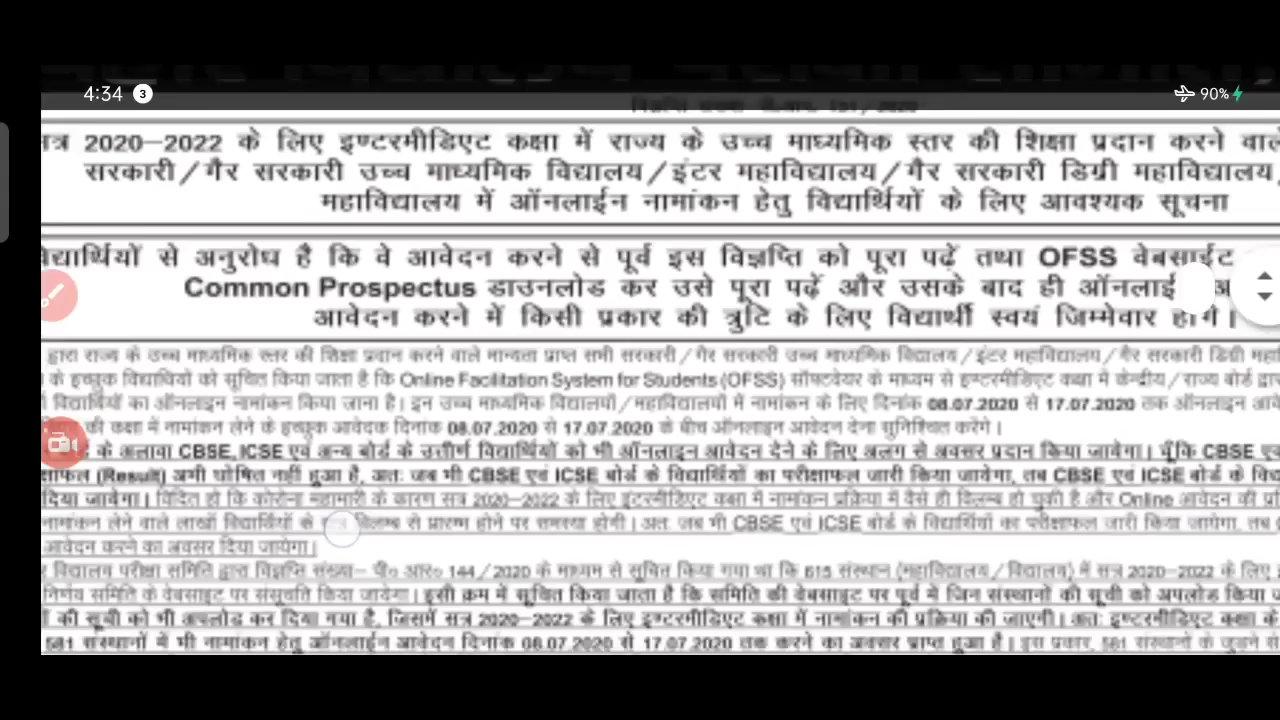 4:34 3 90%
सत्र 2020–2022 के लिए इण्टरमीडिएट कक्षा में राज्य के उच्च माध्यमिक स्तर की शिक्षा प्रदान करने
सरकारी/गैर सरकारी उच्च माध्यमिक विद्यालय/इंटर महाविद्यालय/गैर सरकारी डिग्री महाविद्यालय
महाविद्यालय में ऑनलाईन नामांकन हेतु विद्यार्थियों के लिए आवश्यक सूचना
से अनुरोध है कि वे आवेदन करने से पूर्व इस विज्ञप्ति को पूरा पढ़ें तथा OFSS वेबसाईट
Common Prospectus डाउनलोड कर उसे पूरा पढ़ें और उसके बाद ही
आवेदन करने में किसी प्रकार की त्रुटि के लिए विद्यार्थी स्वयं जिम्मेवार होंगे।
द्वारा राज्य के उच्च माध्यमिक स्तर की शिक्षा प्रदान करने वाले मान्यता प्राप्त सभी सरकारी/गैर सरकारी उच्च माध्यमिक विद्यालय/इंटर महाविद्यालय/गैर सरकारी डिग्री
के इच्छुक विद्यार्थियों को सूचित किया जाता है कि Online Facilitation System for Students (OFSS) सॉफ्टवेयर के माध्यम से इण्टरमीडिएट कक्षा में केन्द्रीय/राज्य बोर्ड
विद्यार्थियों का ऑनलाइन नामांकन किया जाना है। इन उच्च माध्यमिक विद्यालयों/महाविद्यालयों में नामांकन के लिए दिनांक 08.07.2020 से 17.07.2020 तक ऑनलाइन
की कक्षा में नामांकन लेने के इच्छुक आवेदक दिनांक 08.07.2020 से 17.07.2020 के बीच ऑनलाइन आवेदन देना सुनिश्चित करेंगे।
के अलावा CBSE, ICSE एवं अन्य बोर्ड के उत्तीर्ण विद्यार्थियों को भी ऑनलाइन आवेदन देने के लिए अलग से अवसर प्रदान किया जायेगा। चूँकि CBSE
(Result) अभी घोषित नहीं हुआ है, अतः जब भी CBSE एवं ICSE बोर्ड के विद्यार्थियों का परीक्षाफल जारी किया जायेगा, तब CBSE एवं ICSE बोर्ड के
दिया जायेगा। विदित हो कि कोरोना महामारी के कारण सत्र 2020–2022 के लिए इंटरमीडिएट कक्षा में नामांकन प्रक्रिया में वैसे ही विलम्ब हो चुकी है और Online आवेदन की
नामांकन लेने वाले लाखों विद्यार्थियों के विलम्ब से प्रारम्भ होने पर समस्या होगी। अतः जब भी CBSE एवं ICSE बोर्ड के विद्यार्थियों का परीक्षाफल जारी किया जायेगा, तब
आवेदन करने का अवसर दिया जायेगा।
विद्यालय परीक्षा समिति द्वारा विज्ञप्ति संख्या– पी० आर० 144/2020 के माध्यम से सूचित किया गया था कि 615 संस्थान (महाविद्यालय/विद्यालय) में सत्र 2020–2022 के लिए
निर्णय समिति के वेबसाइट पर संसूचित किया जायेगा। इसी क्रम में सूचित किया जाता है कि समिति की वेबसाइट पर पूर्व में जिन संस्थानों की सूची को अपलोड किया
की सूची को भी अपलोड कर दिया गया है, जिसमें सत्र 2020–2022 के लिए इण्टरमीडिएट कक्षा में नामांकन की प्रक्रिया की जाएगी। अतः इण्टरमीडिएट कक्षा
581 संस्थानों में भी नामांकन हेतु ऑनलाईन आवेदन दिनांक 08.07.2020 से 17.07.2020 तक करने का अवसर प्राप्त हुआ है। इस प्रकार, 581 संस्थानों के जुड़ने